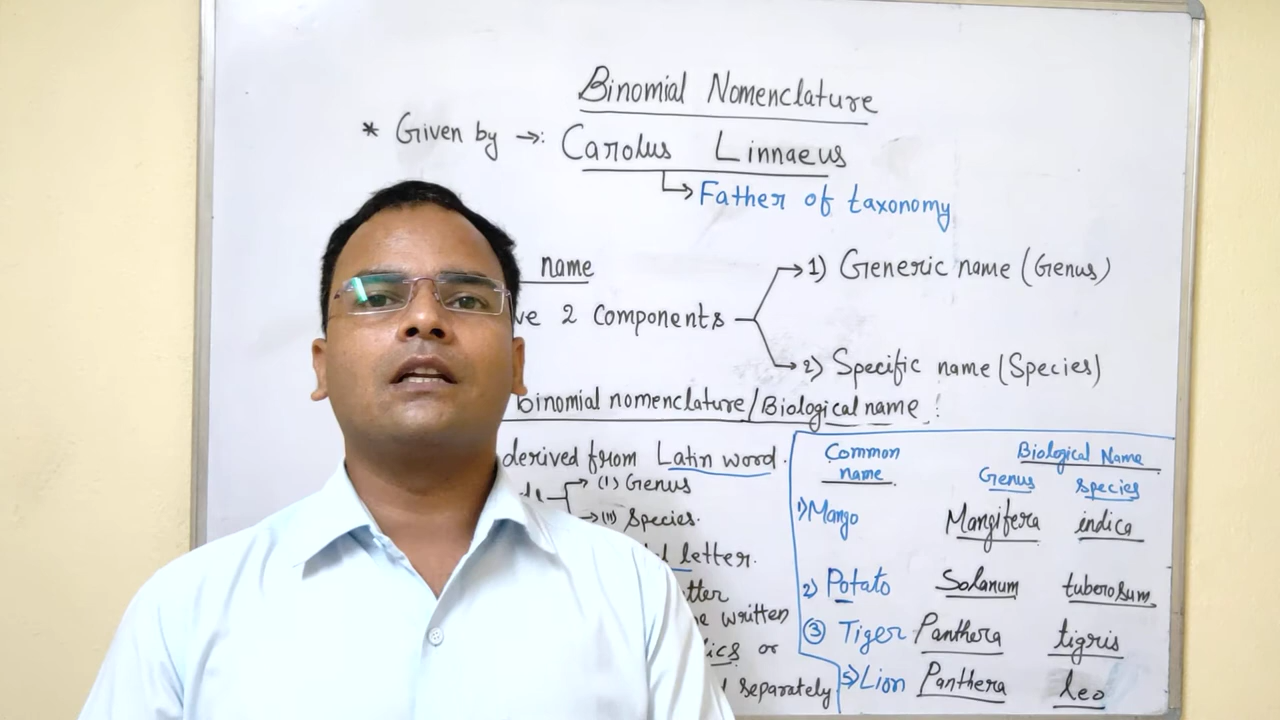 Binomial Nomenclature
* Given by →: Carolus Linnaeus
↳ Father of taxonomy
name
ve 2 components
1) Generic name (Genus)
2) Specific name (Species)
binomial nomenclature/Biological name :
derived from Latin word.
(i) Genus
(ii) Species.
letter.
tter
e written
ics or
separately
Common name
Biological Name
Genus species
1) Mango Mangifera indica
2) Potato Solanum tuberosum
③ Tiger Panthera tigris
5) Lion Panthera leo